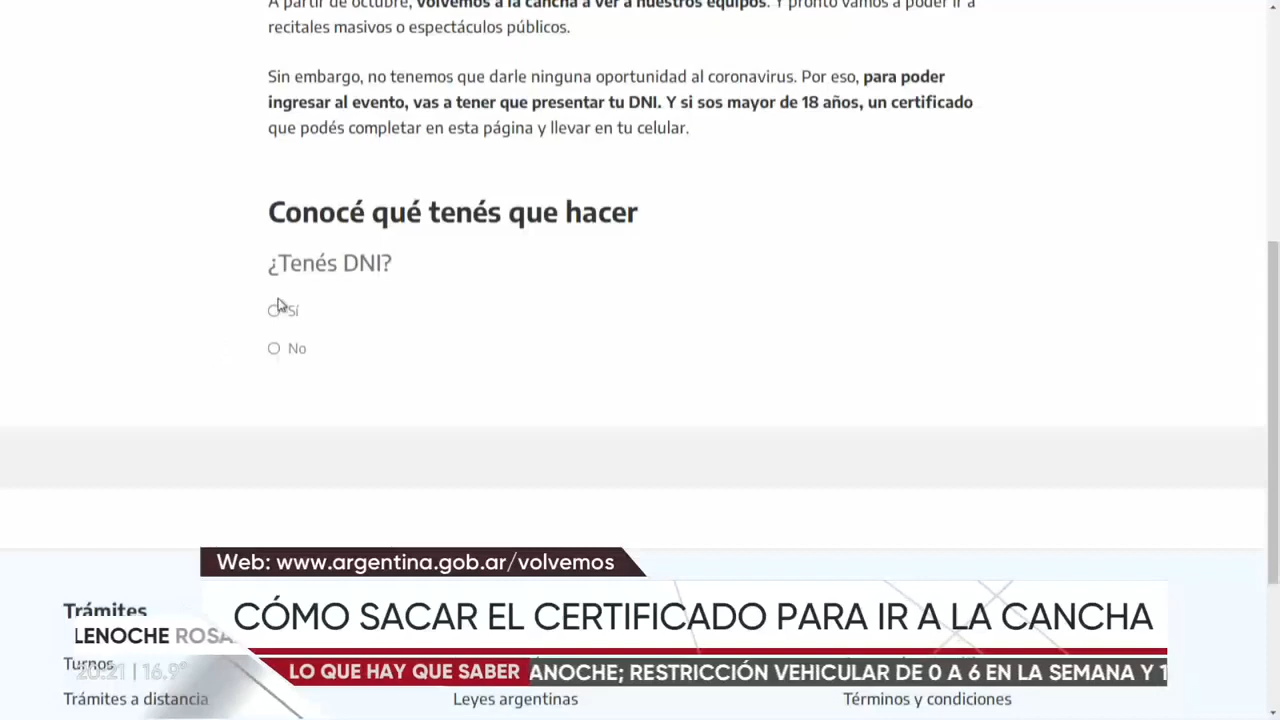 A partir de octubre, volvemos a la cancha a ver a nuestros equipos. Y pronto vamos a poder ir a
recitales masivos o espectáculos públicos.
Sin embargo, no tenemos que darle ninguna oportunidad al coronavirus. Por eso, para poder
ingresar al evento, vas a tener que presentar tu DNI. Y si sos mayor de 18 años, un certificado
que podés completar en esta página y llevar en tu celular.
Conocé qué tenés que hacer
¿Tenés DNI?
Sí
No
Web: www.argentina.gob.ar/volvemos
Trámites
CÓMO SACAR EL CERTIFICADO PARA IR A LA CANCHA
LENOCHE ROSA
Turnos
20:21 | 16.9°
LO QUE HAY QUE SABER ANOCHE; RESTRICCIÓN VEHICULAR DE 0 A 6 EN LA SEMANA Y 1
Trámites a distancia Leyes argentinas Términos y condiciones